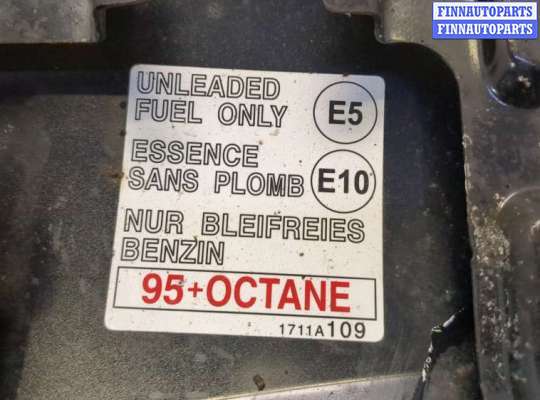 FINNAUTOPARTS
FINNAUTOPARTS
UNLEADED
FUEL ONLY E5
ESSENCE
SANS PLOMB E10
NUR BLEIFREIES
BENZIN
95+OCTANE
1711A109